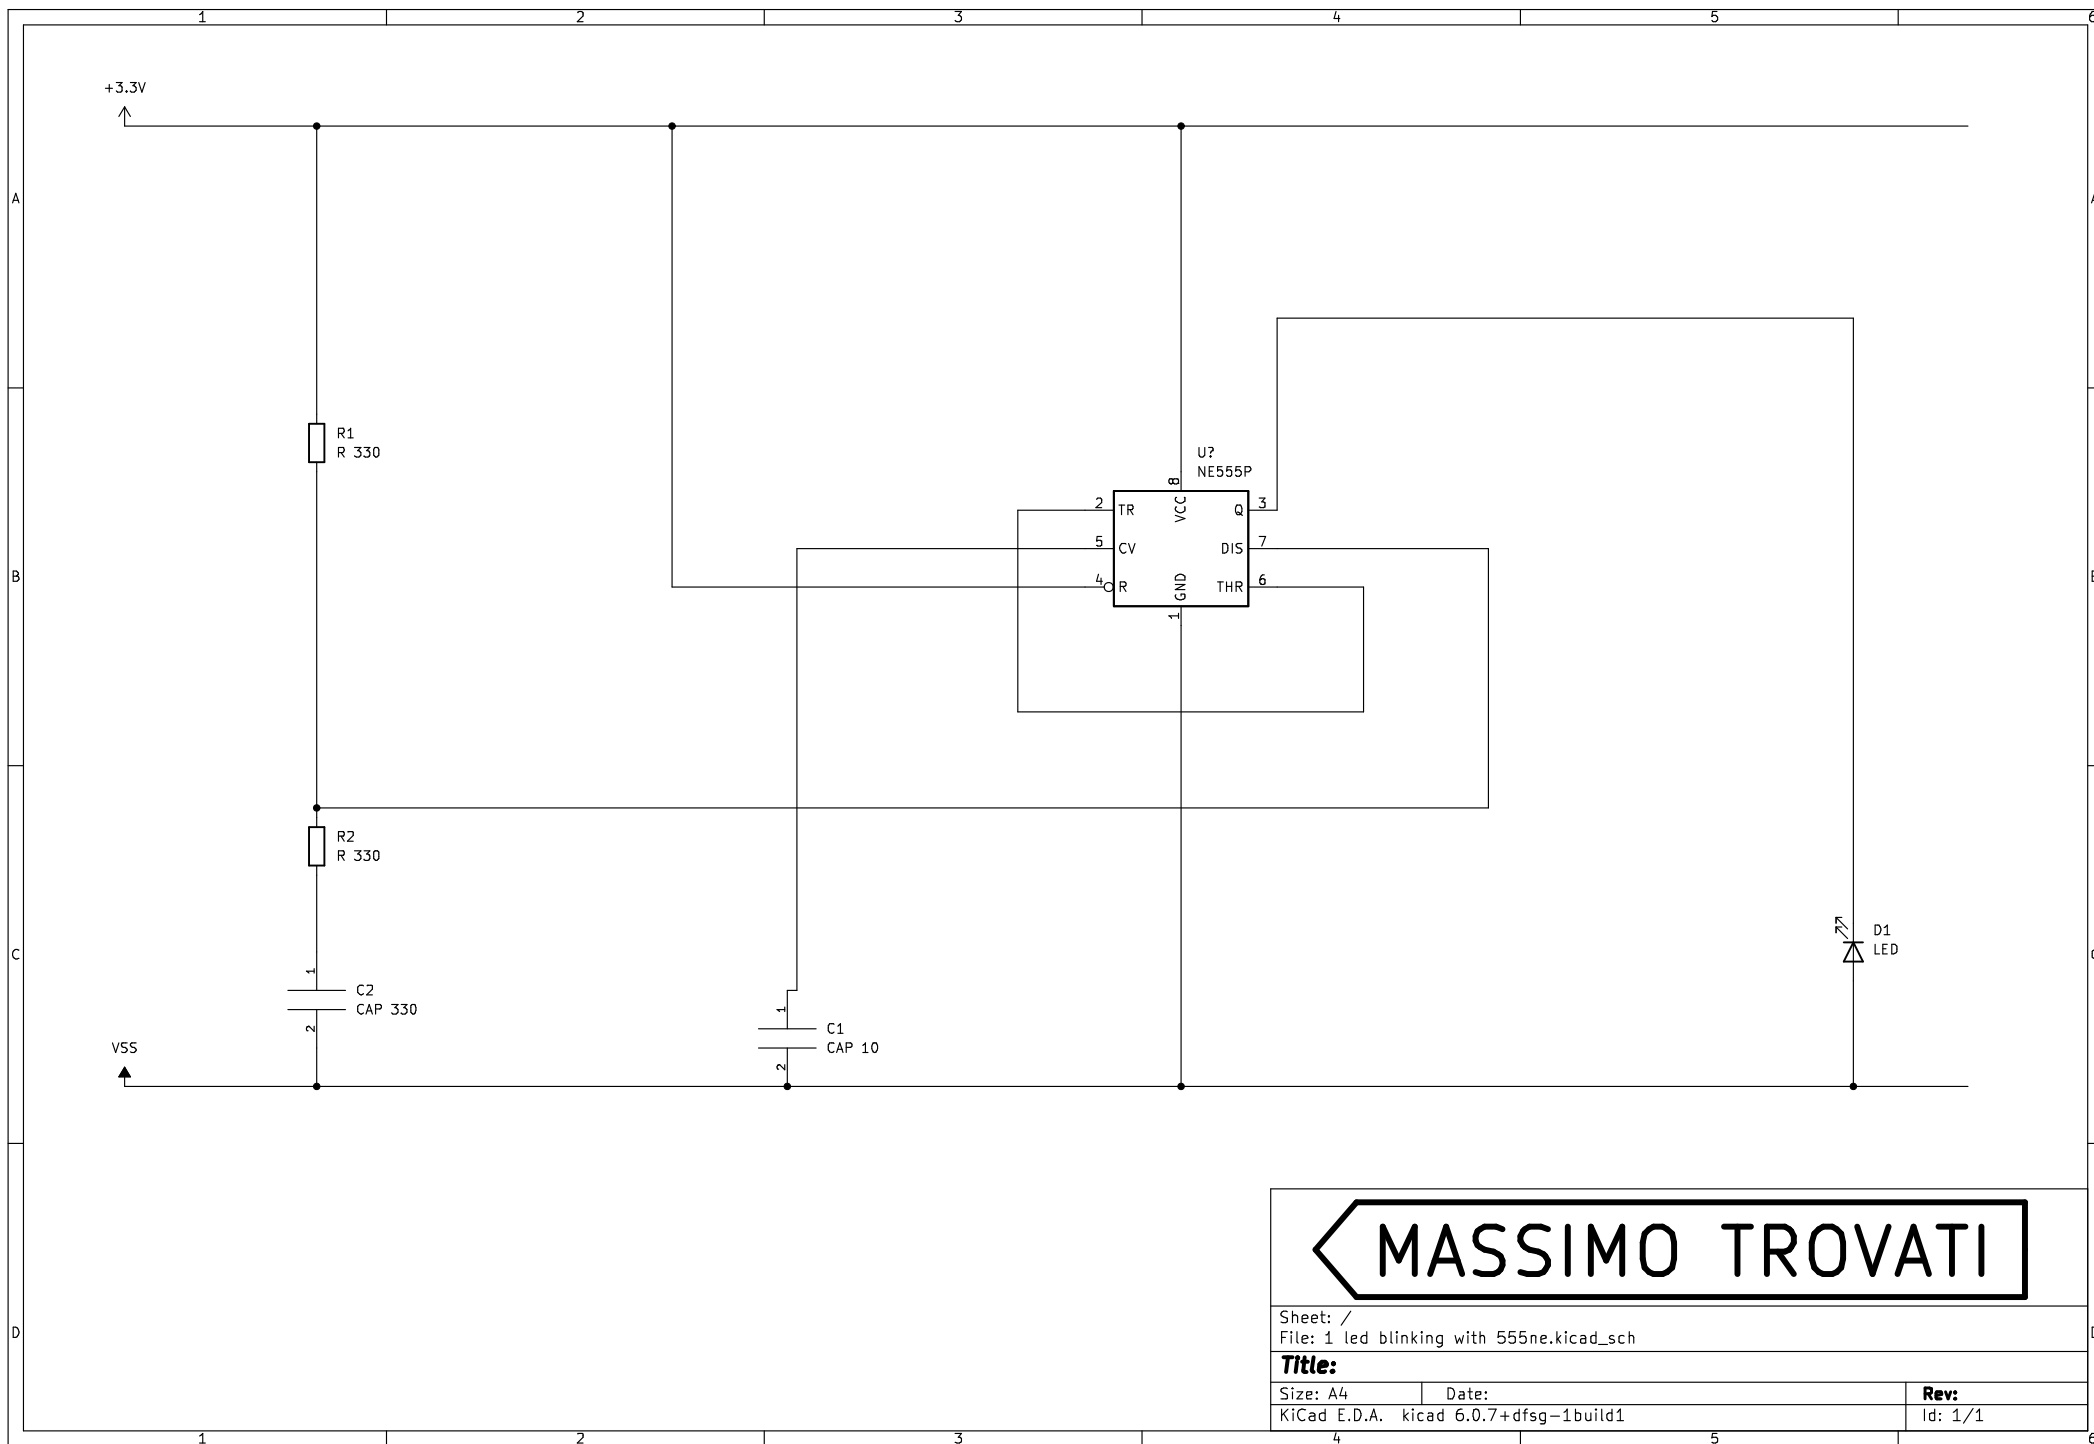 1 2 3 4 5 6
+3.3V
A A
R1
R 330
U?
NE555P
8
2 TR VCC Q 3
5 CV DIS 7
B B
4 R GND THR 6
1
R2
R 330
D1
LED
C C
1
C2
CAP 330
2
1
C1
CAP 10
2
VSS
MASSIMO TROVATI
Sheet: /
File: 1 led blinking with 555ne.kicad_sch
D D
Title:
Size: A4 Date: Rev:
KiCad E.D.A. kicad 6.0.7+dfsg-1build1 Id: 1/1
1 2 3 4 5 6